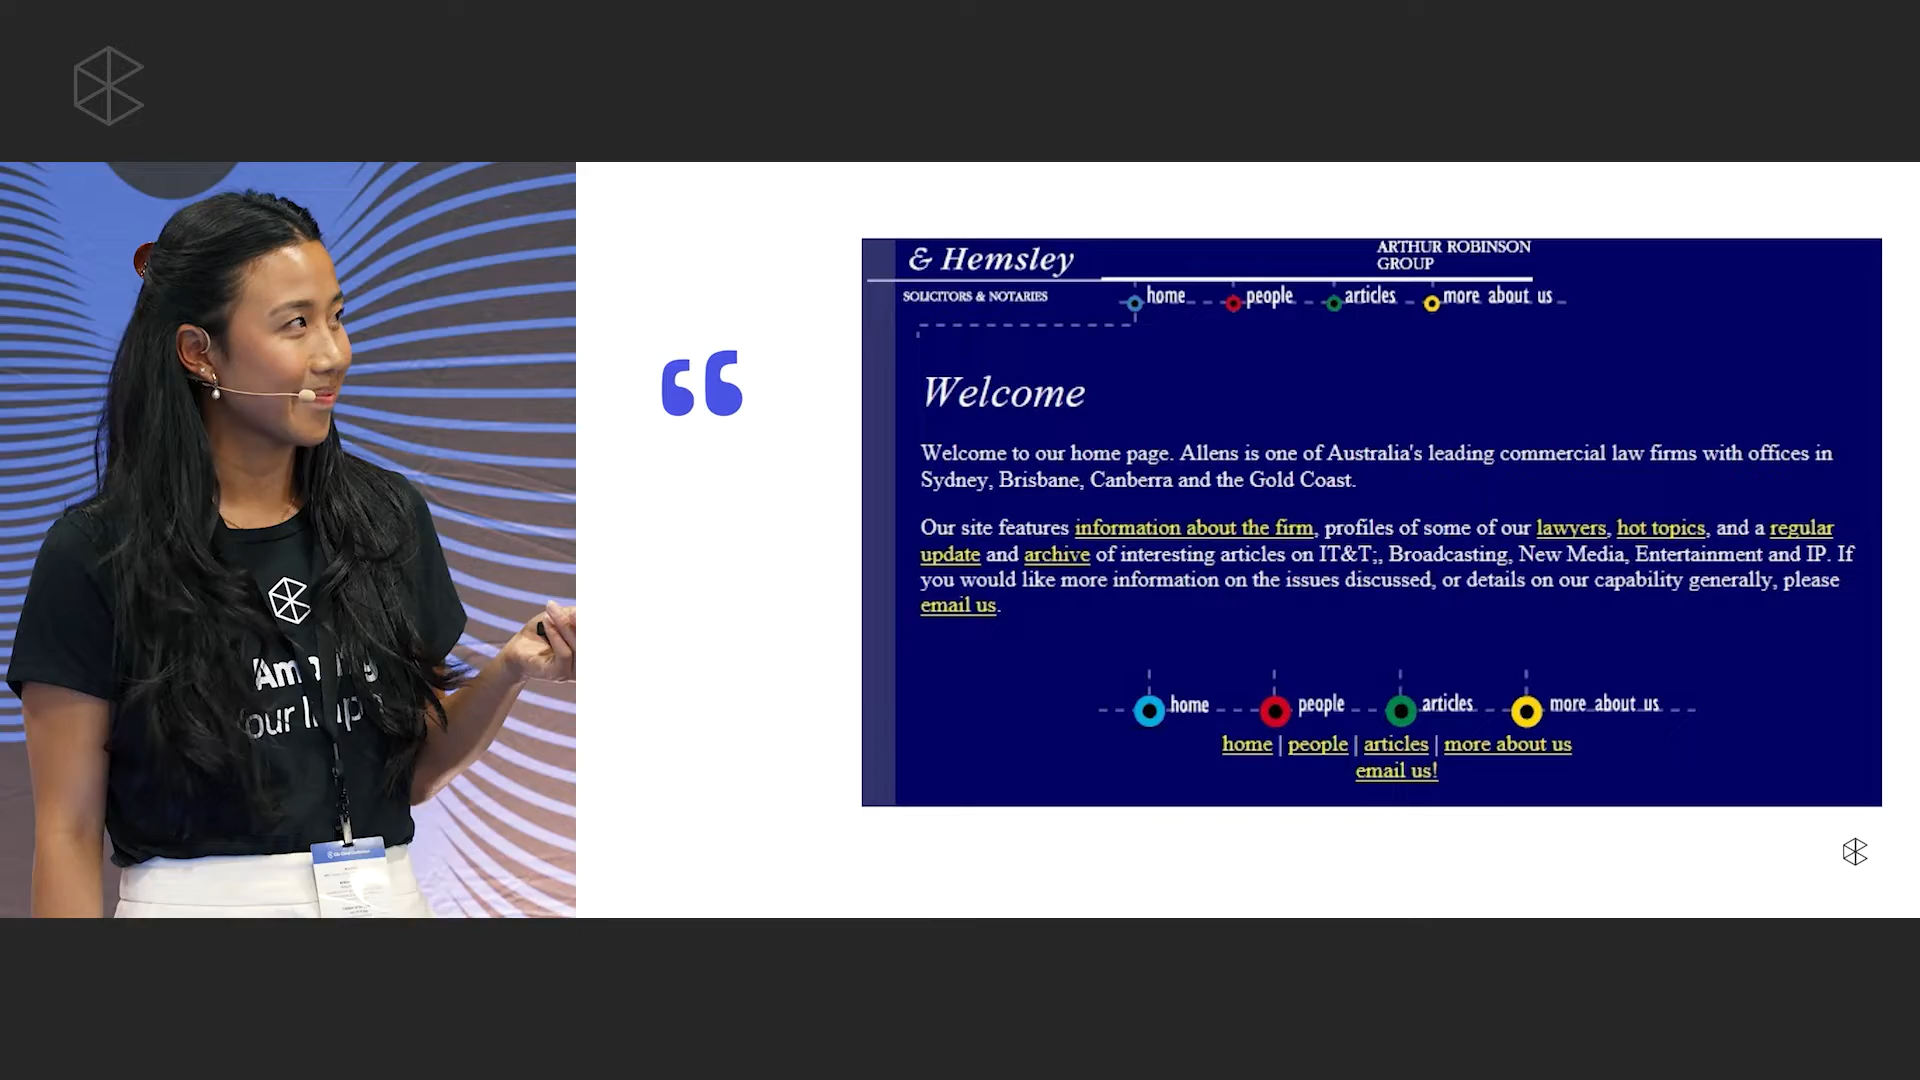 & Hemsley
ARTHUR ROBINSON
GROUP
SOLICITORS & NOTARIES
home
people
articles
more about us
Welcome
Welcome to our home page. Allens is one of Australia's leading commercial law firms with offices in
Sydney, Brisbane, Canberra and the Gold Coast.
Our site features information about the firm, profiles of some of our lawyers, hot topics, and a regular
update and archive of interesting articles on IT&T;, Broadcasting, New Media, Entertainment and IP. If
you would like more information on the issues discussed, or details on our capability generally, please
email us.
home
people
articles
more about us
home | people | articles | more about us
email us!